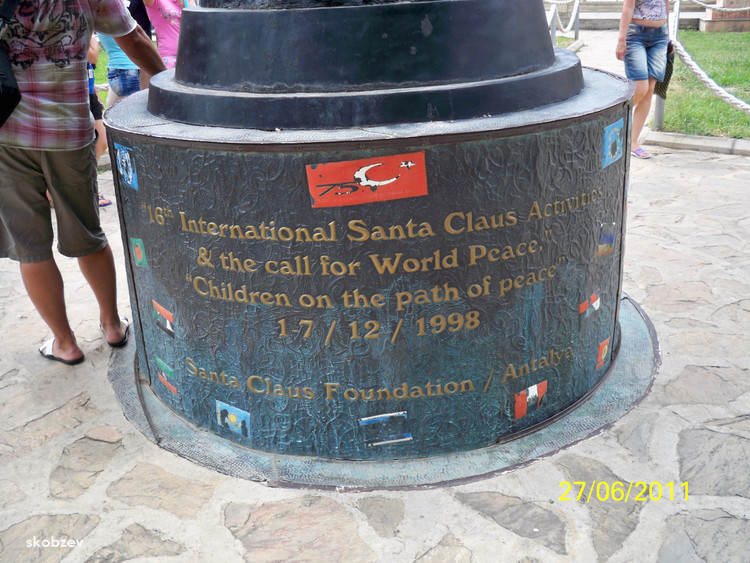 75
"16th International Santa Claus Activities
& the call for World Peace,"
"Children on the path of peace"
1-7 / 12 / 1998
Santa Claus Foundation / Antalya
27/06/2011
skobzev